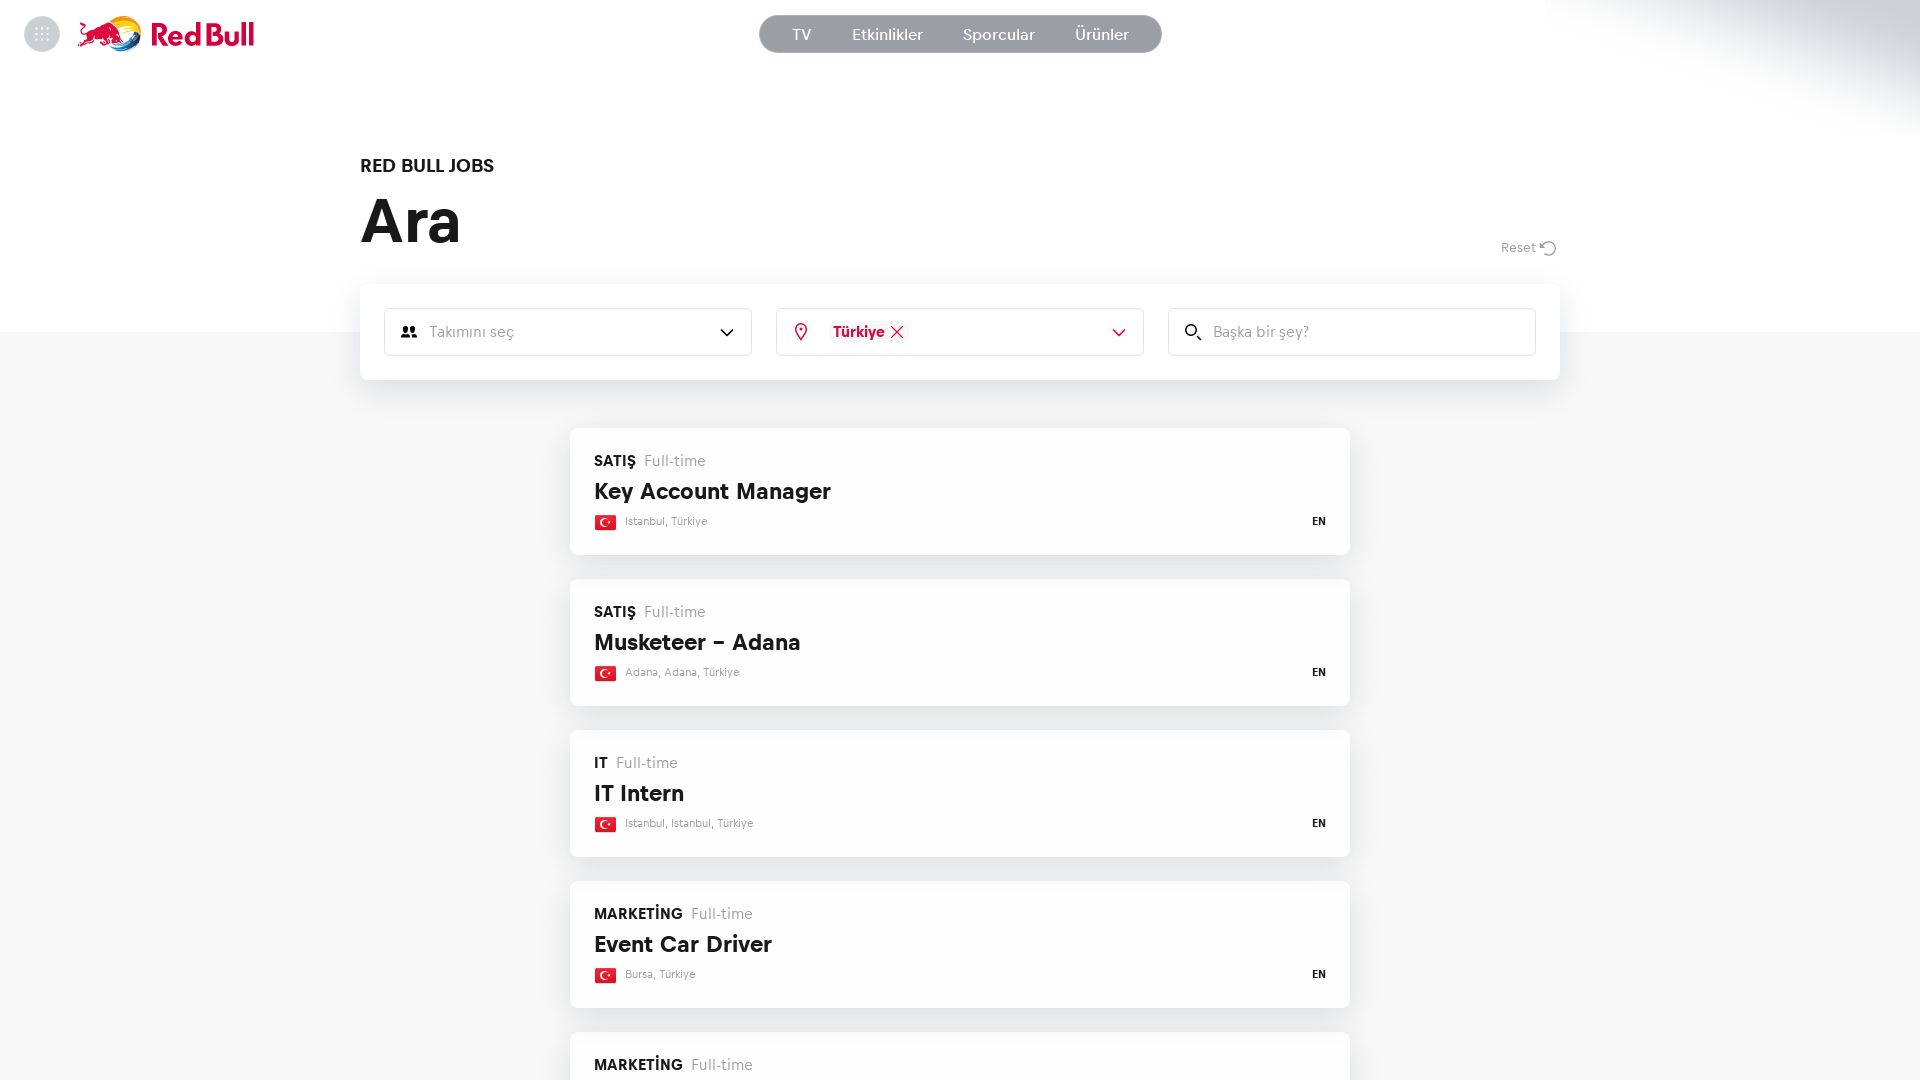 Red Bull
TV Etkinlikler Sporcular Ürünler
RED BULL JOBS
Ara
Reset
Takımını seç
Türkiye
Başka bir şey?
SATIŞ Full-time
Key Account Manager
Istanbul, Türkiye EN
SATIŞ Full-time
Musketeer - Adana
Adana, Adana, Türkiye EN
IT Full-time
IT Intern
Istanbul, Istanbul, Türkiye EN
MARKETİNG Full-time
Event Car Driver
Bursa, Türkiye EN
MARKETİNG Full-time